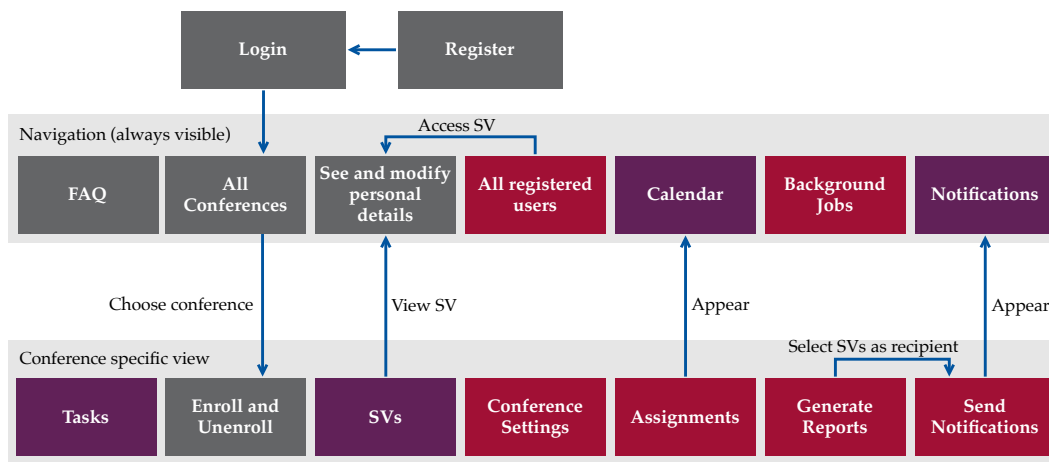 Login
Register
Navigation (always visible)
Access SV
FAQ
All
Conferences
See and modify
personal
details
All registered
users
Calendar
Background
Jobs
Notifications
Choose conference
View SV
Appear
Appear
Conference specific view
Select SVs as recipient
Tasks
Enroll and
Unenroll
SVs
Conference
Settings
Assignments
Generate
Reports
Send
Notifications